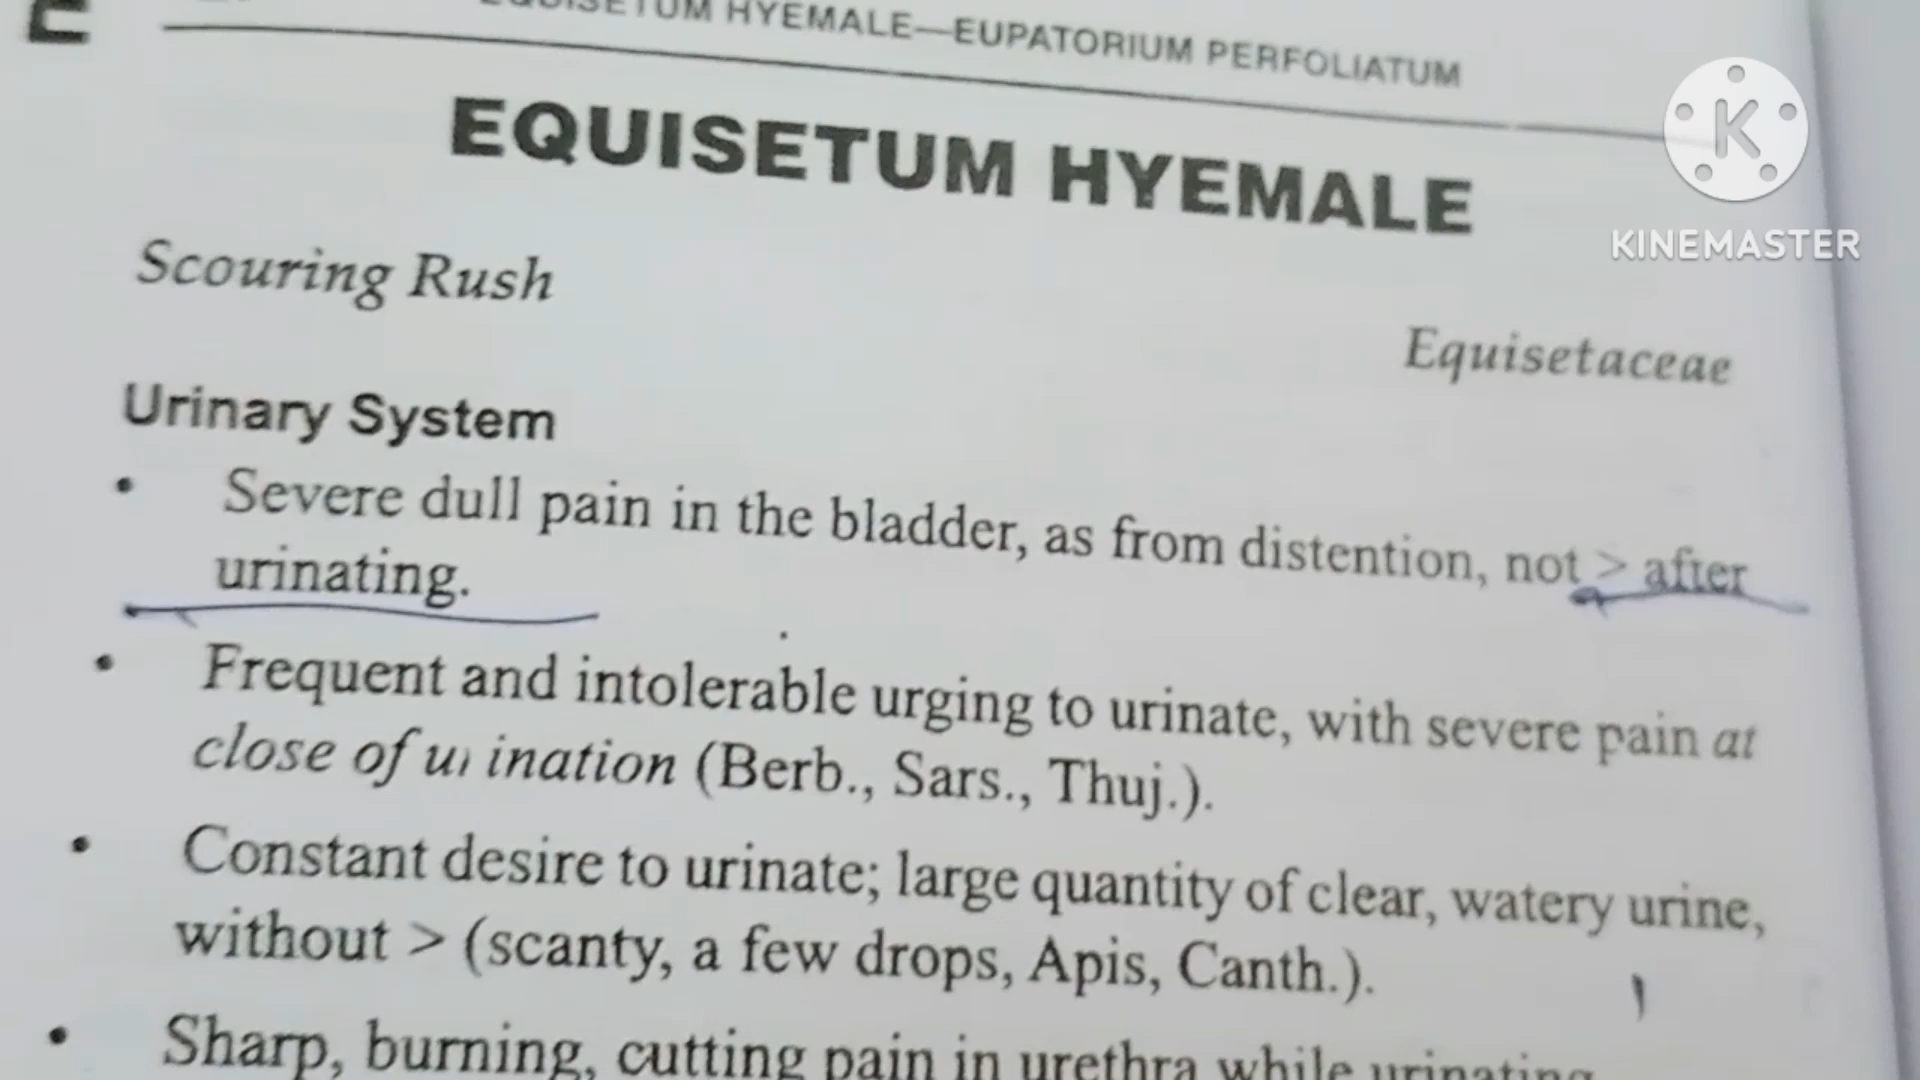 EQUISETUM HYEMALE—EUPATORIUM PERFOLIATUM
EQUISETUM HYEMALE
K
KINEMASTER
Scouring Rush
Equisetaceae
Urinary System
• Severe dull pain in the bladder, as from distention, not > after
urinating.
• Frequent and intolerable urging to urinate, with severe pain at
close of urination (Berb., Sars., Thuj.).
• Constant desire to urinate; large quantity of clear, watery urine,
without > (scanty, a few drops, Apis, Canth.).
• Sharp, burning, cutting pain in urethra while urinating